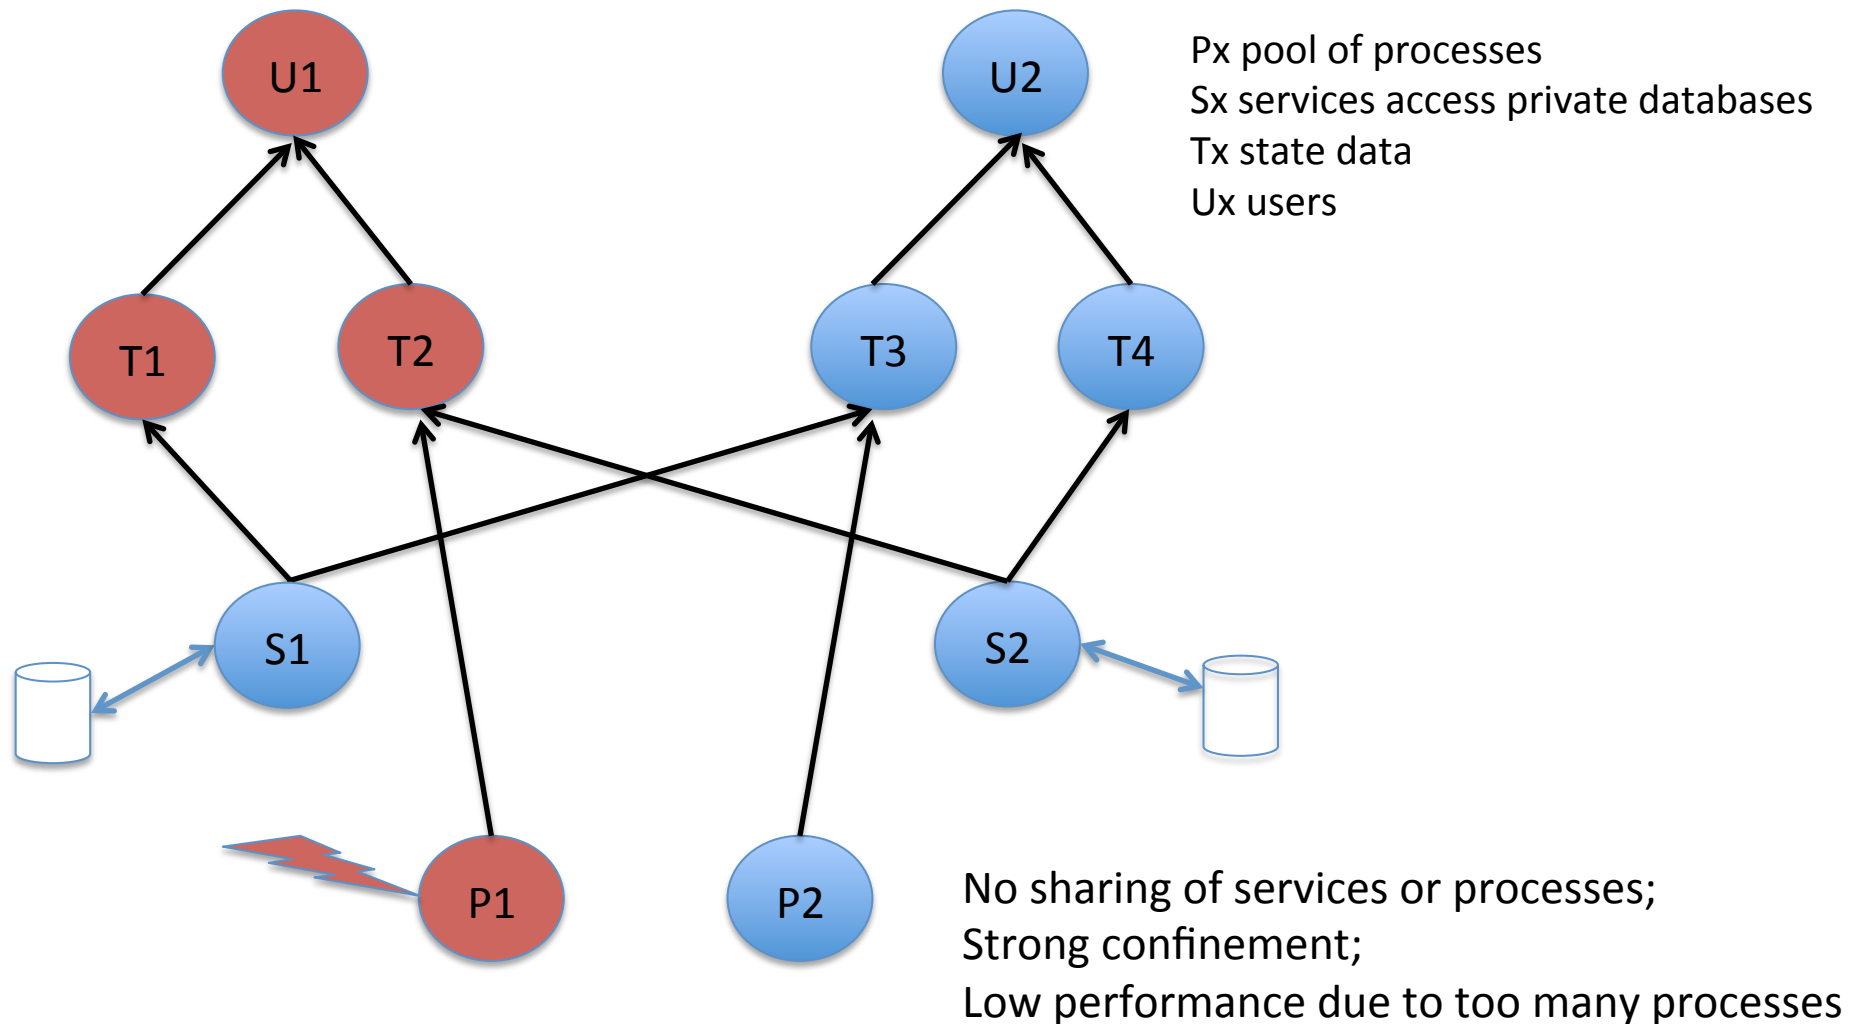 U1
U2
Px pool of processes
Sx services access private databases
Tx state data
Ux users
T1
T2
T3
T4
S1
S2
P1
P2
No sharing of services or processes;
Strong confinement;
Low performance due to too many processes